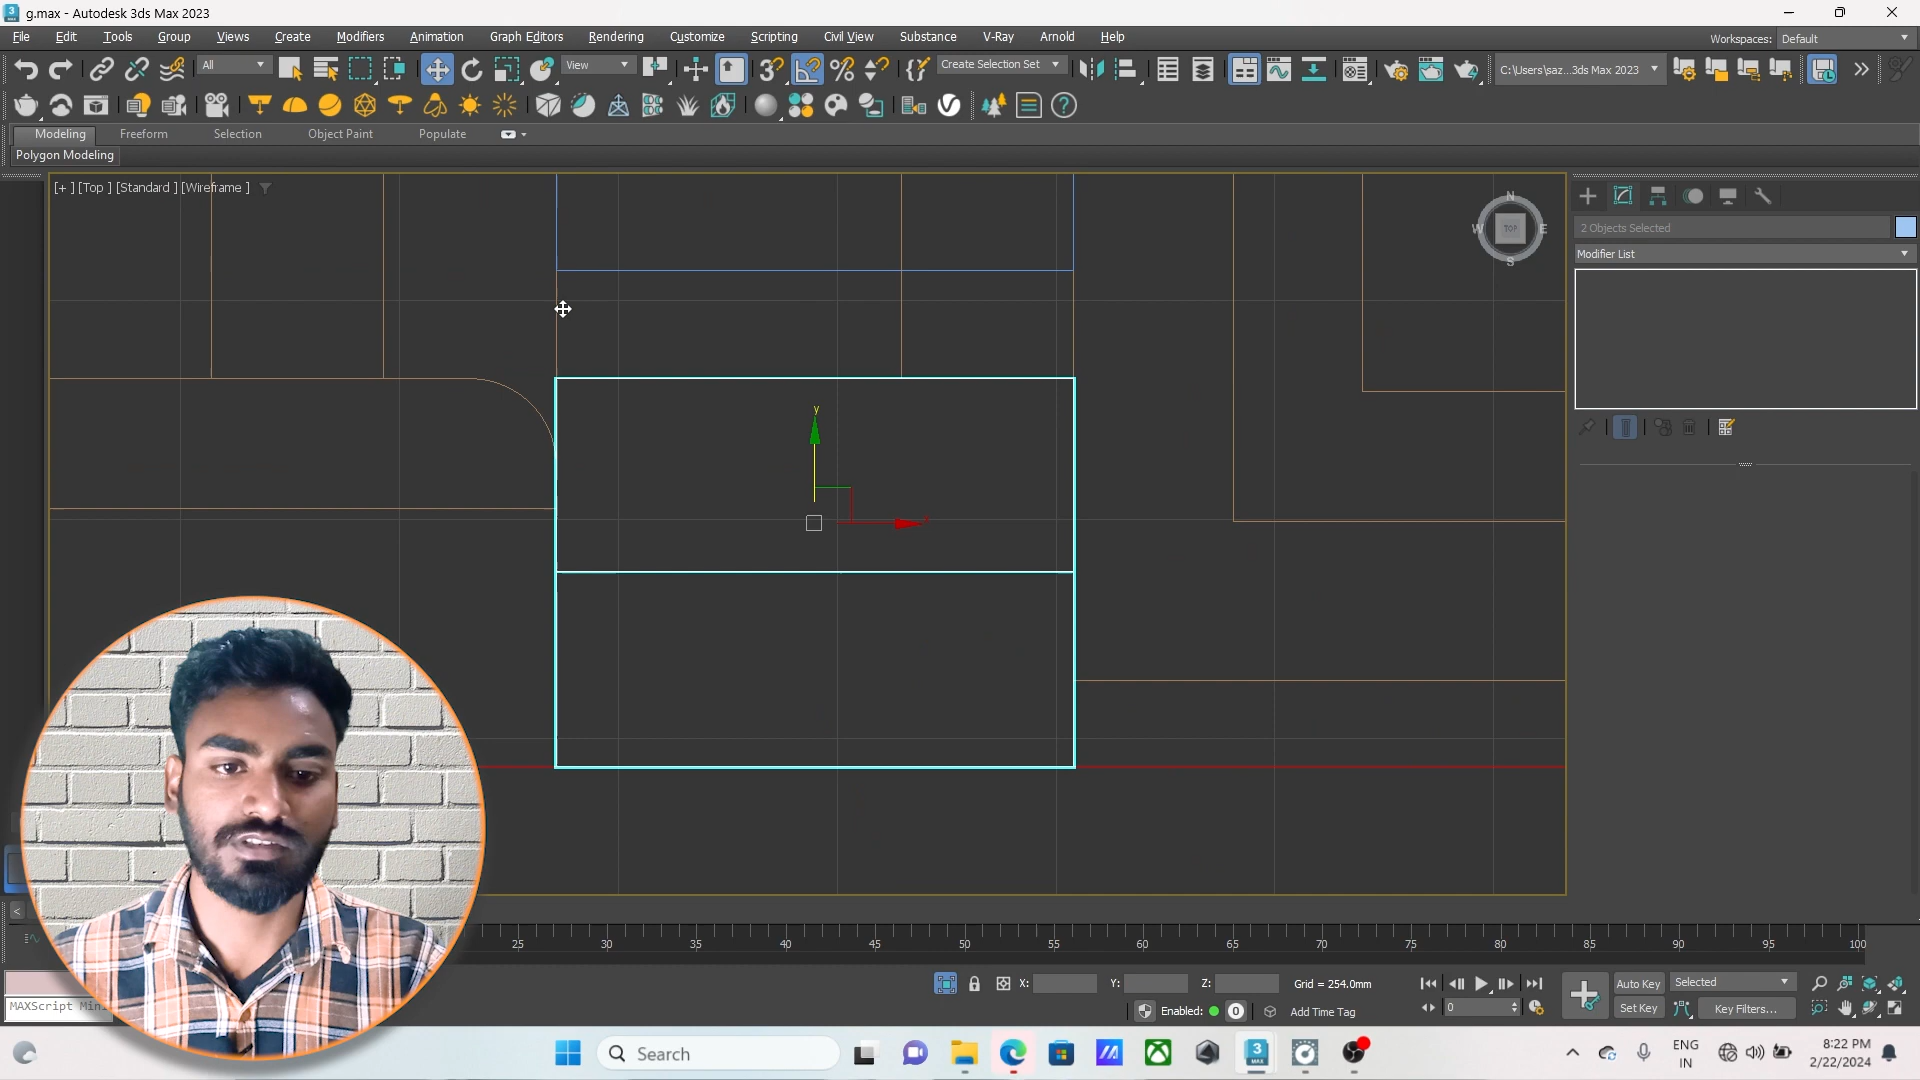 g.max - Autodesk 3ds Max 2023
File Edit Tools Group Views Create Modifiers Animation Graph Editors Rendering Customize Scripting Civil View Substance V-Ray Arnold Help
Workspaces: Default
All View Create Selection Set C:\Users\saz...3ds Max 2023
Modeling Freeform Selection Object Paint Populate
Polygon Modeling
[+ ] [Top ] [Standard ] [Wireframe ]
N
W TOP E
S
2 Objects Selected
Modifier List
y
x
25 30 35 40 45 50 55 60 65 70 75 80 85 90 95 100
X: Y: Z: Grid = 254.0mm
Auto Key Selected
MAXScript Mini
Enabled: 0 Add Time Tag
0
Set Key Key Filters...
Search
ENG
IN
8:22 PM
2/22/2024